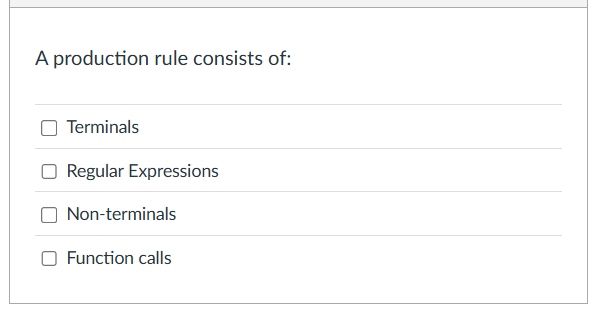 A production rule consists of:
Terminals
Regular Expressions
Non-terminals
Function calls